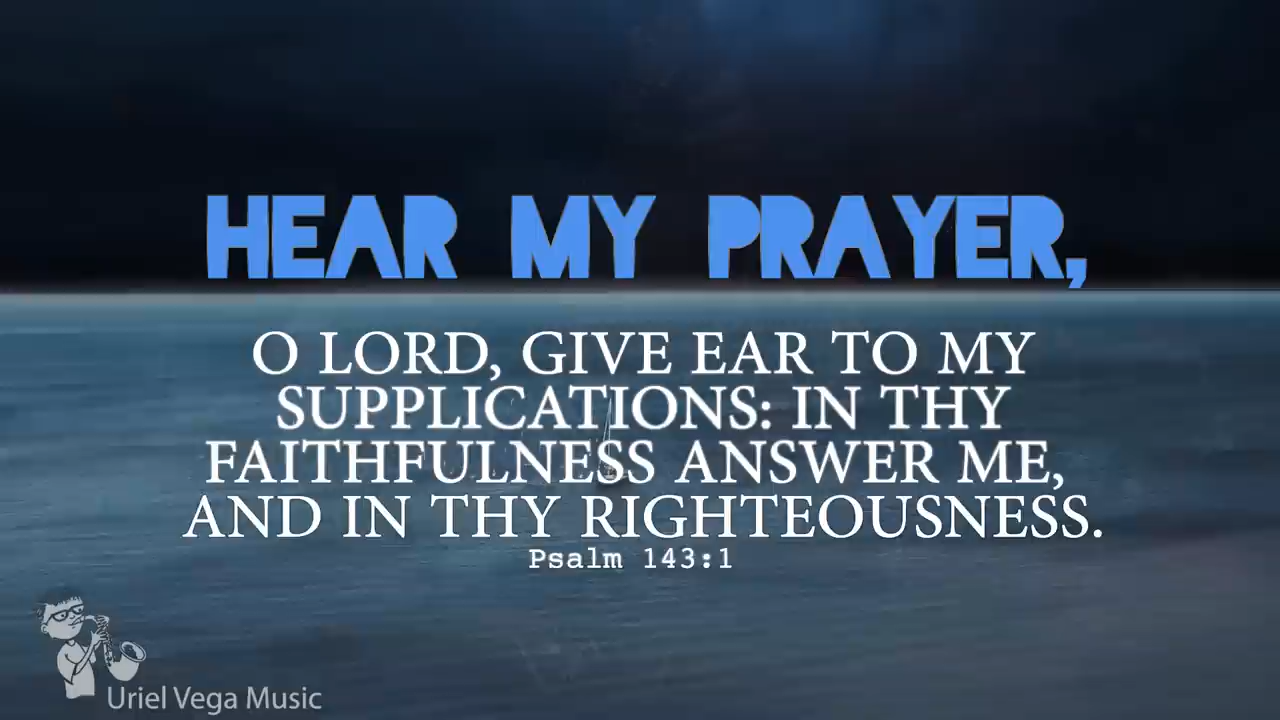 HEAR MY PRAYER,
O LORD, GIVE EAR TO MY
SUPPLICATIONS: IN THY
FAITHFULNESS ANSWER ME,
AND IN THY RIGHTEOUSNESS.
Psalm 143:1
Uriel Vega Music